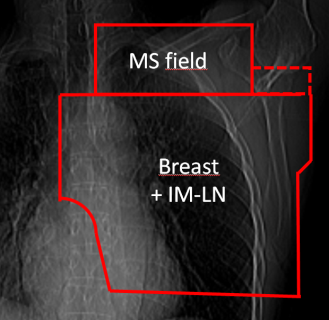 MS field
Breast
+ IM-LN